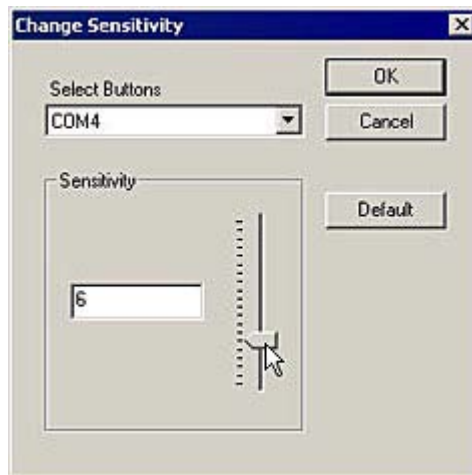 Change Sensitivity
Select Buttons
COM4
OK
Cancel
Sensitivity
Default
6